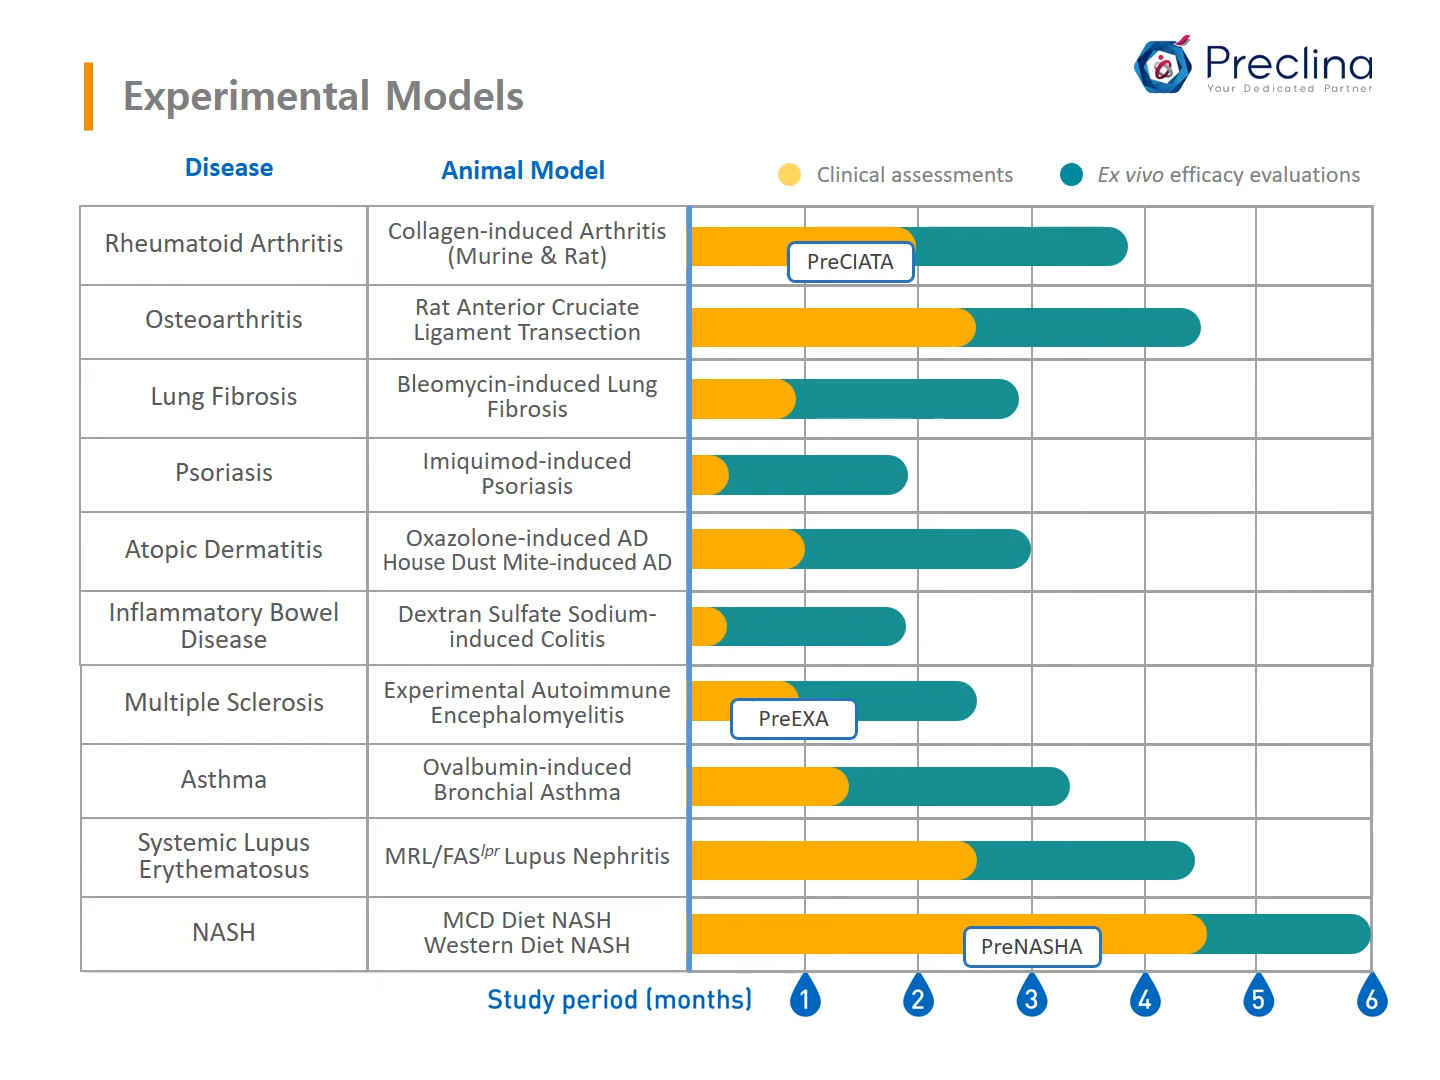 Preclina
Your Dedicated Partner
Experimental Models
Disease
Animal Model
Clinical assessments
Ex vivo efficacy evaluations
Rheumatoid Arthritis
Collagen-induced Arthritis
(Murine & Rat)
PreCIATA
Osteoarthritis
Rat Anterior Cruciate
Ligament Transection
Lung Fibrosis
Bleomycin-induced Lung
Fibrosis
Psoriasis
Imiquimod-induced
Psoriasis
Atopic Dermatitis
Oxazolone-induced AD
House Dust Mite-induced AD
Inflammatory Bowel
Disease
Dextran Sulfate Sodium-
induced Colitis
Multiple Sclerosis
Experimental Autoimmune
Encephalomyelitis
PreEXA
Asthma
Ovalbumin-induced
Bronchial Asthma
Systemic Lupus
Erythematosus
MRL/FASlpr Lupus Nephritis
NASH
MCD Diet NASH
Western Diet NASH
PreNASHA
Study period (months)
1
2
3
4
5
6